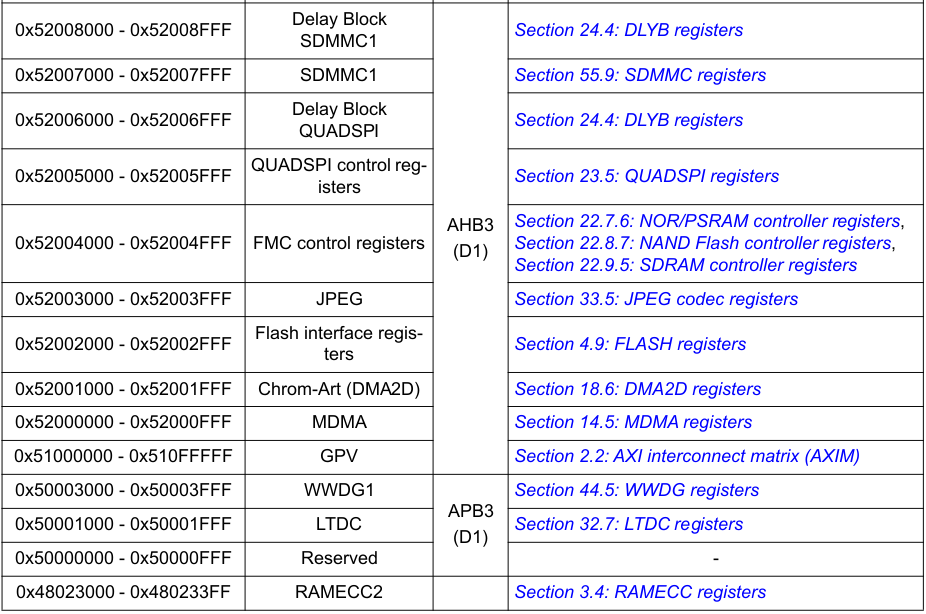 0x52008000 - 0x52008FFF
Delay Block
SDMMC1
Section 24.4: DLYB registers
0x52007000 - 0x52007FFF
SDMMC1
Section 55.9: SDMMC registers
0x52006000 - 0x52006FFF
Delay Block
QUADSPI
Section 24.4: DLYB registers
0x52005000 - 0x52005FFF
QUADSPI control reg-
isters
Section 23.5: QUADSPI registers
0x52004000 - 0x52004FFF
FMC control registers
AHB3
(D1)
Section 22.7.6: NOR/PSRAM controller registers,
Section 22.8.7: NAND Flash controller registers,
Section 22.9.5: SDRAM controller registers
0x52003000 - 0x52003FFF
JPEG
Section 33.5: JPEG codec registers
0x52002000 - 0x52002FFF
Flash interface regis-
ters
Section 4.9: FLASH registers
0x52001000 - 0x52001FFF
Chrom-Art (DMA2D)
Section 18.6: DMA2D registers
0x52000000 - 0x52000FFF
MDMA
Section 14.5: MDMA registers
0x51000000 - 0x510FFFFF
GPV
Section 2.2: AXI interconnect matrix (AXIM)
0x50003000 - 0x50003FFF
WWDG1
APB3
(D1)
Section 44.5: WWDG registers
0x50001000 - 0x50001FFF
LTDC
Section 32.7: LTDC registers
0x50000000 - 0x50000FFF
Reserved
-
0x48023000 - 0x480233FF
RAMECC2
Section 3.4: RAMECC registers